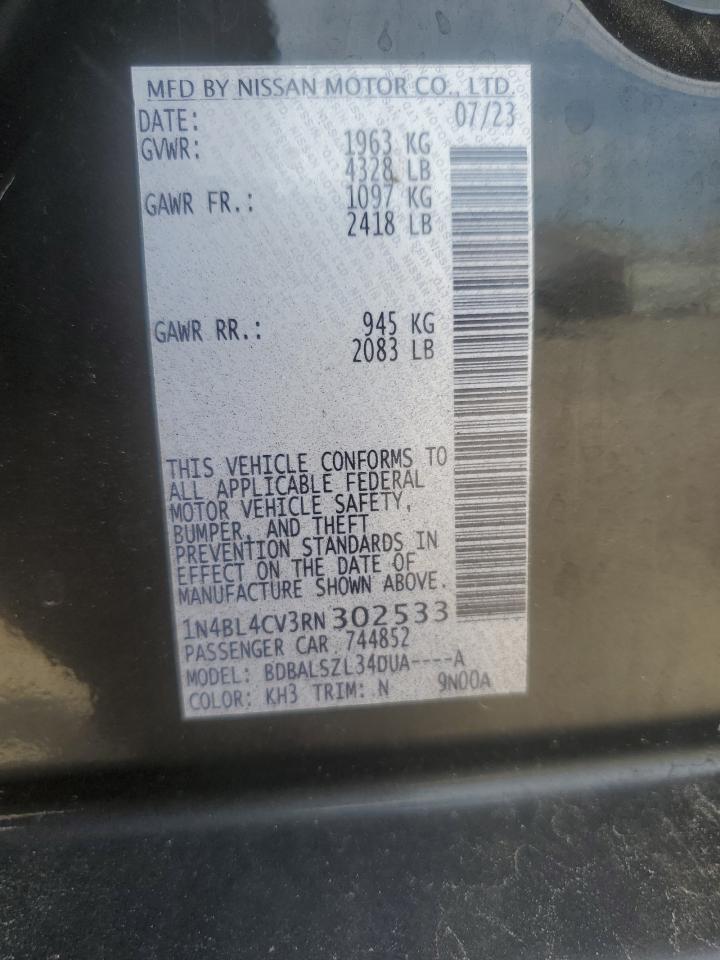 MFD BY NISSAN MOTOR CO., LTD.
DATE: 07/23
GVWR: 1963 KG
4328 LB
GAWR FR.: 1097 KG
2418 LB
GAWR RR.: 945 KG
2083 LB
THIS VEHICLE CONFORMS TO
ALL APPLICABLE FEDERAL
MOTOR VEHICLE SAFETY,
BUMPER, AND THEFT
PREVENTION STANDARDS IN
EFFECT ON THE DATE OF
MANUFACTURE SHOWN ABOVE.
1N4BL4CV3RN302533
PASSENGER CAR 744852
MODEL: BDBALSZL34DUA----A
COLOR: KH3 TRIM: N 9N00A